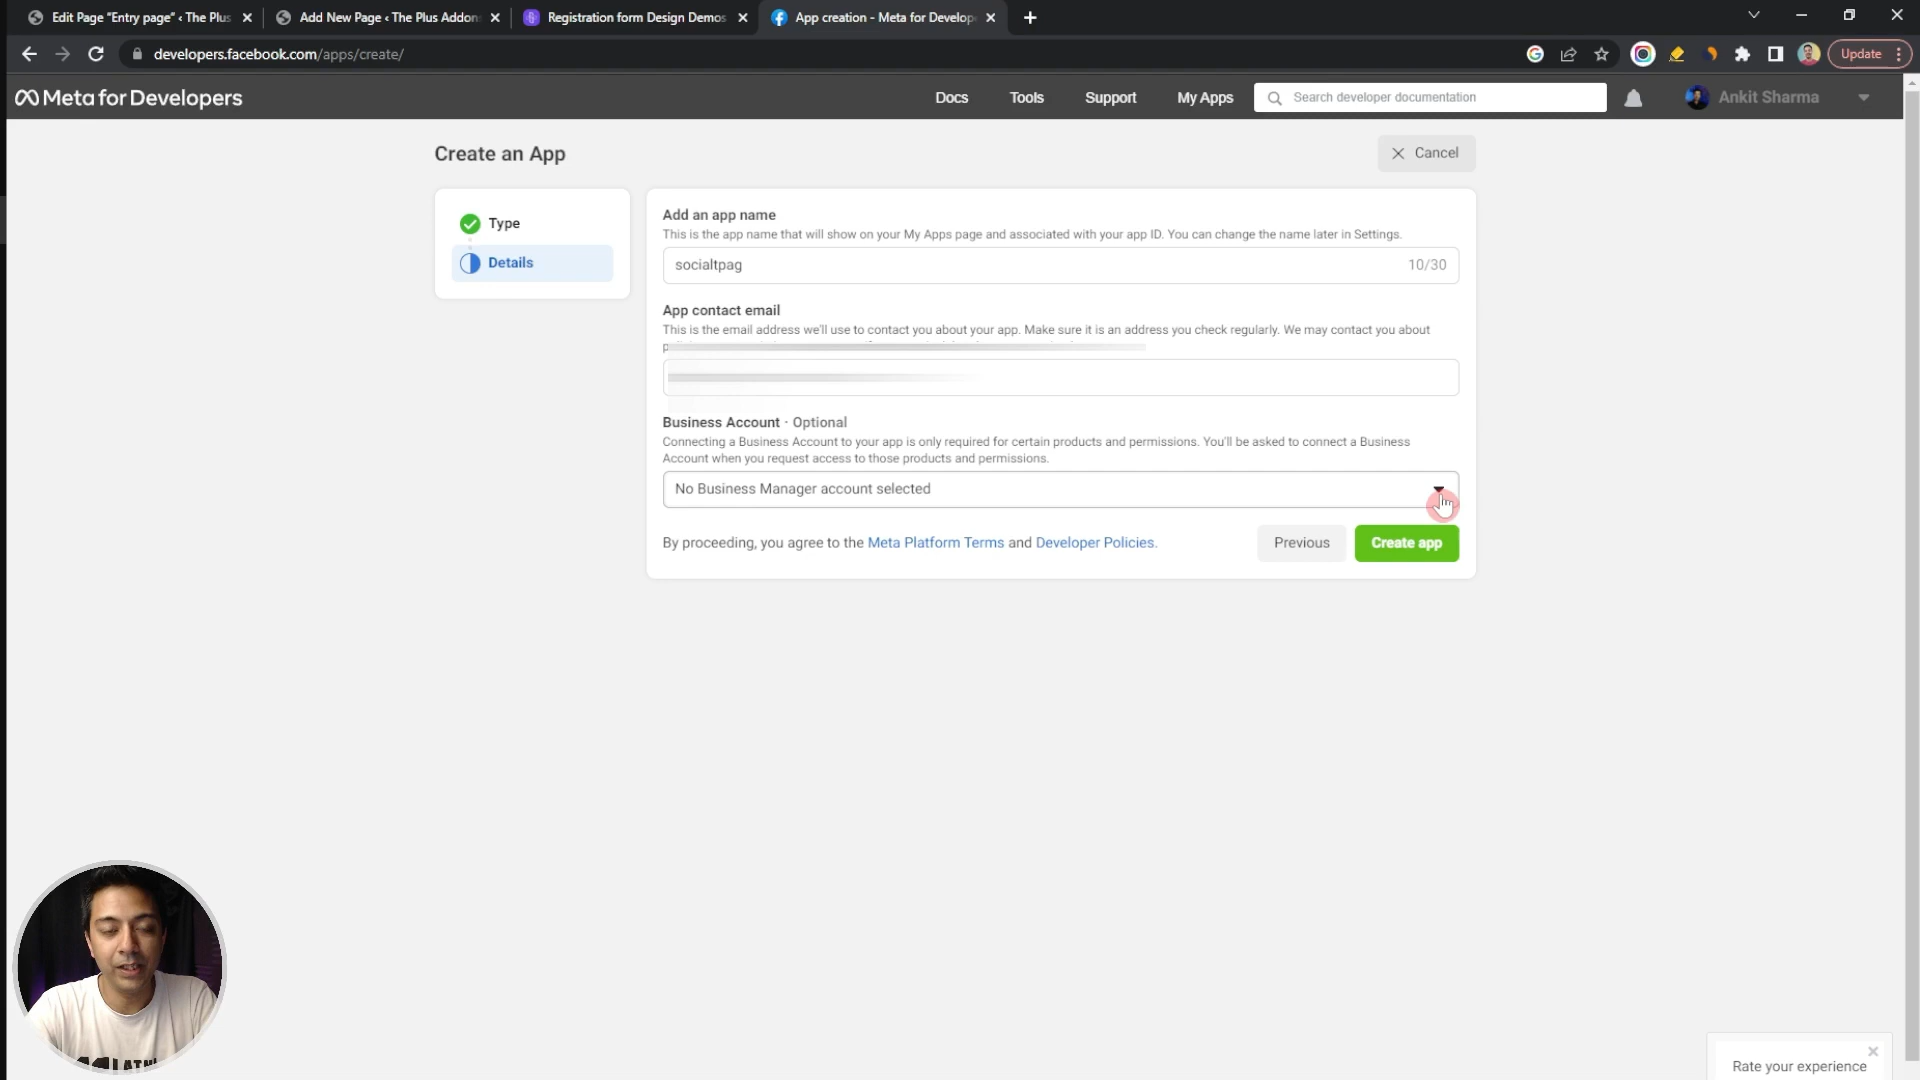 Edit Page "Entry page" ‹ The Plus
Add New Page ‹ The Plus Addons
Registration form Design Demos
App creation - Meta for Develop
developers.facebook.com/apps/create/
Update
Meta for Developers
Docs
Tools
Support
My Apps
Search developer documentation
Ankit Sharma
Create an App
Cancel
Type
Details
Add an app name
This is the app name that will show on your My Apps page and associated with your app ID. You can change the name later in Settings.
socialtpag
10/30
App contact email
This is the email address we'll use to contact you about your app. Make sure it is an address you check regularly. We may contact you about
Business Account · Optional
Connecting a Business Account to your app is only required for certain products and permissions. You'll be asked to connect a Business
Account when you request access to those products and permissions.
No Business Manager account selected
By proceeding, you agree to the Meta Platform Terms and Developer Policies.
Previous
Create app
Rate your experience